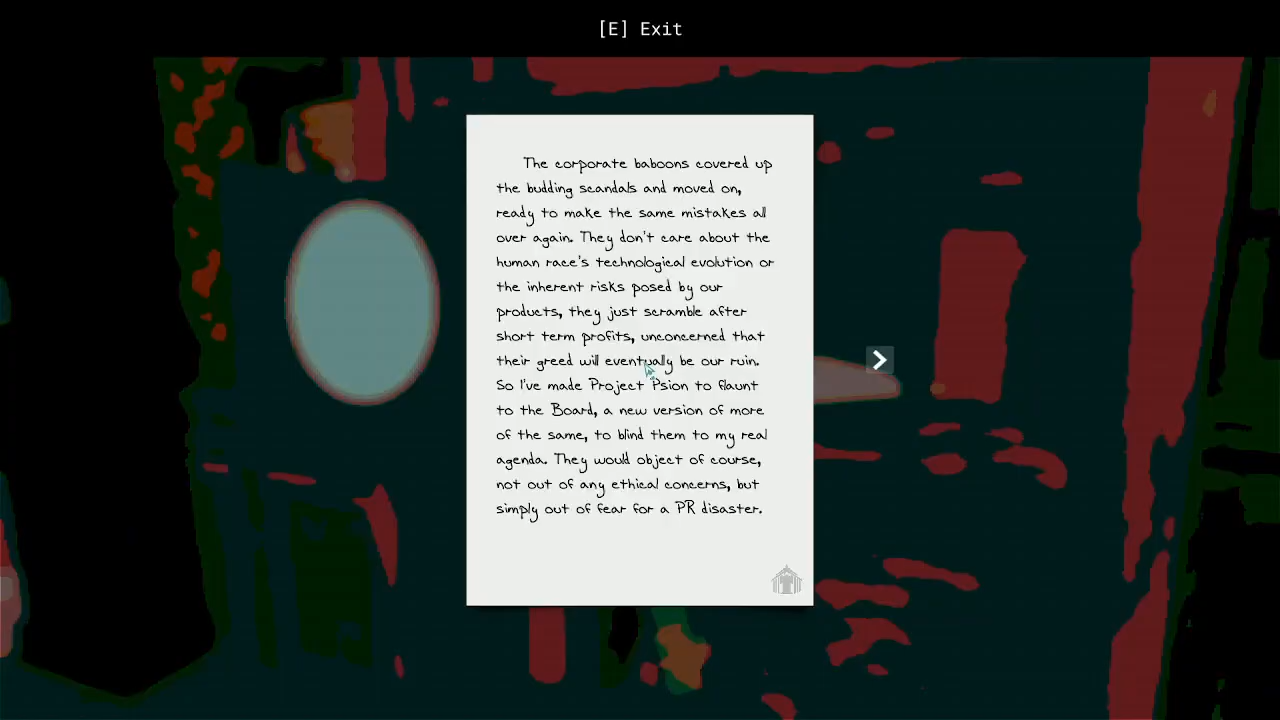 [E] Exit
The corporate baboons covered up
the budding scandals and moved on,
ready to make the same mistakes all
over again. They don't care about the
human race's technological evolution or
the inherent risks posed by our
products, they just scramble after
short term profits, unconcerned that
their greed will eventually be our ruin.
So I've made Project Psion to flaunt
to the Board, a new version of more
of the same, to blind them to my real
agenda. They would object of course,
not out of any ethical concerns, but
simply out of fear for a PR disaster.